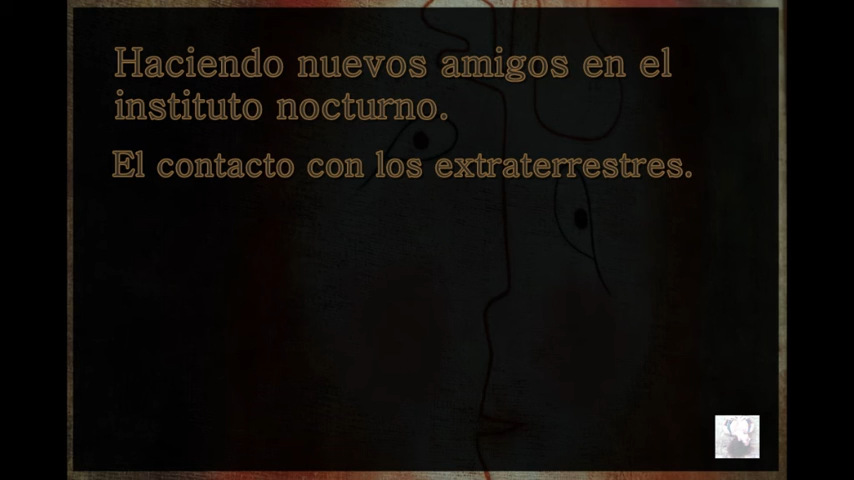 Haciendo nuevos amigos en el
instituto nocturno.
El contacto con los extraterrestres.